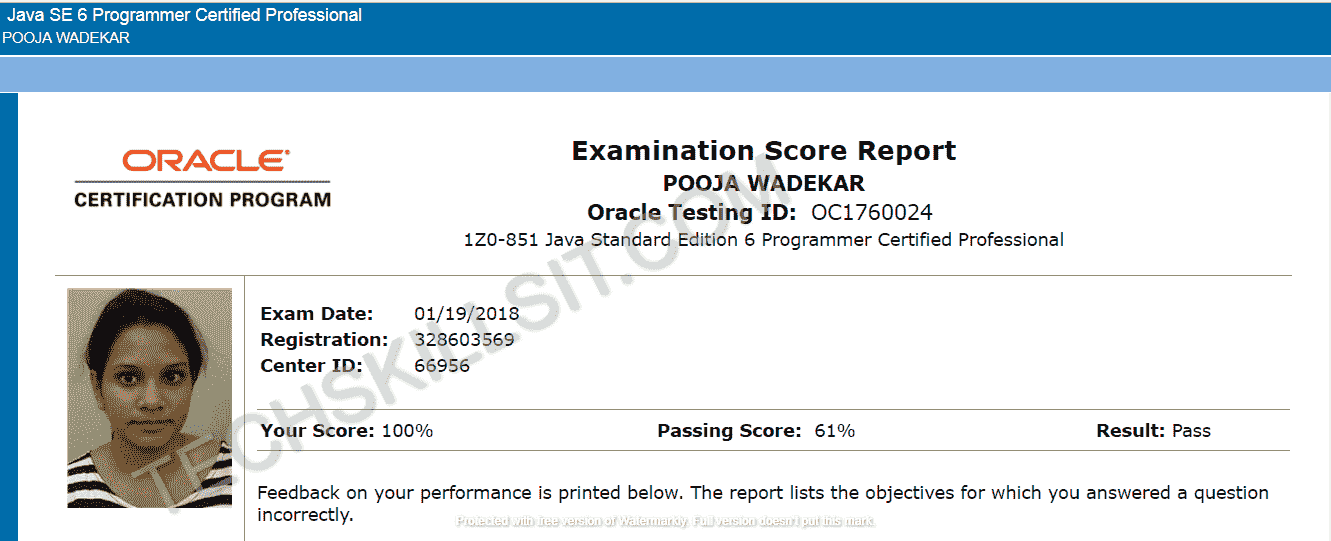 Java SE 6 Programmer Certified Professional
POOJA WADEKAR
ORACLE
CERTIFICATION PROGRAM
Examination Score Report
POOJA WADEKAR
Oracle Testing ID: OC1760024
1Z0-851 Java Standard Edition 6 Programmer Certified Professional
Exam Date: 01/19/2018
Registration: 328603569
Center ID: 66956
Your Score: 100% Passing Score: 61% Result: Pass
Feedback on your performance is printed below. The report lists the objectives for which you answered a question
incorrectly.
TECHSKILLSIT.COM
Protected with free version of Watermarkly. Full version doesn't put this mark.